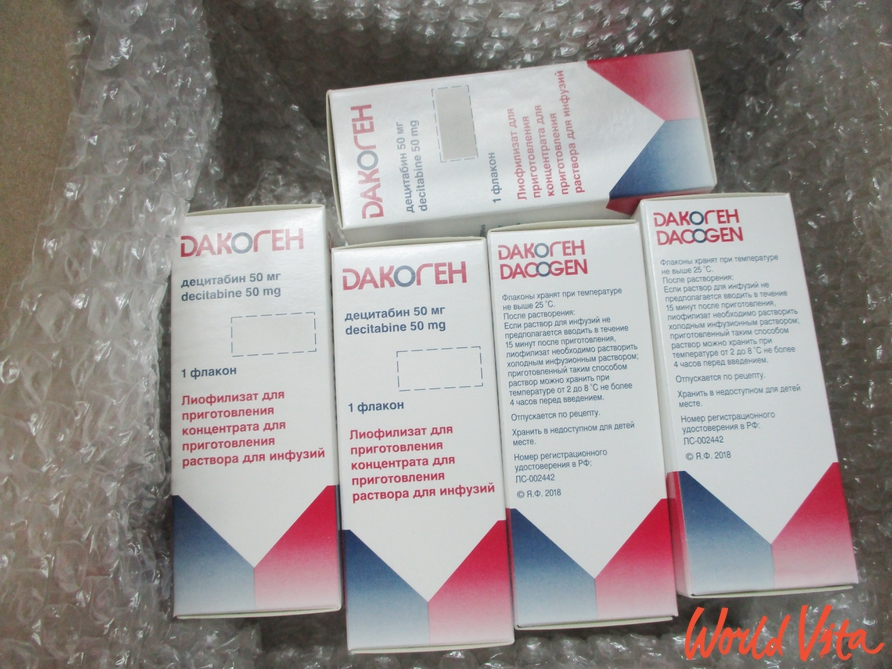 ДАКОГЕН
децитабин 50 мг
decitabine 50 mg
1 флакон
Лиофилизат для
приготовления
концентрата для
приготовления
раствора для инфузий
ДАКОГЕН
децитабин 50 мг
decitabine 50 mg
1 флакон
Лиофилизат для
приготовления
концентрата для
приготовления
раствора для инфузий
ДАКОГЕН
децитабин 50 мг
decitabine 50 mg
1 флакон
Лиофилизат для
приготовления
концентрата для
приготовления
раствора для инфузий
ДАКОГЕН
DACOGEN
Флаконы хранят при температуре
не выше 25 °С.
После растворения:
Если раствор для инфузий не
предполагается вводить в течение
15 минут после приготовления,
лиофилизат необходимо растворить
холодным инфузионным раствором;
приготовленный таким способом
раствор можно хранить при
температуре от 2 до 8 °С не более
4 часов перед введением.
Отпускается по рецепту.
Хранить в недоступном для детей
месте.
Номер регистрационного
удостоверения в РФ:
ЛС-002442
© Я.Ф. 2018
ДАКОГЕН
DACOGEN
Флаконы хранят при температуре
не выше 25 °С.
После растворения:
Если раствор для инфузий не
предполагается вводить в течение
15 минут после приготовления,
лиофилизат необходимо растворить
холодным инфузионным раствором;
приготовленный таким способом
раствор можно хранить при
температуре от 2 до 8 °С не более
4 часов перед введением.
Отпускается по рецепту.
Хранить в недоступном для детей
месте.
Номер регистрационного
удостоверения в РФ:
ЛС-002442
© Я.Ф. 2018
World Vita